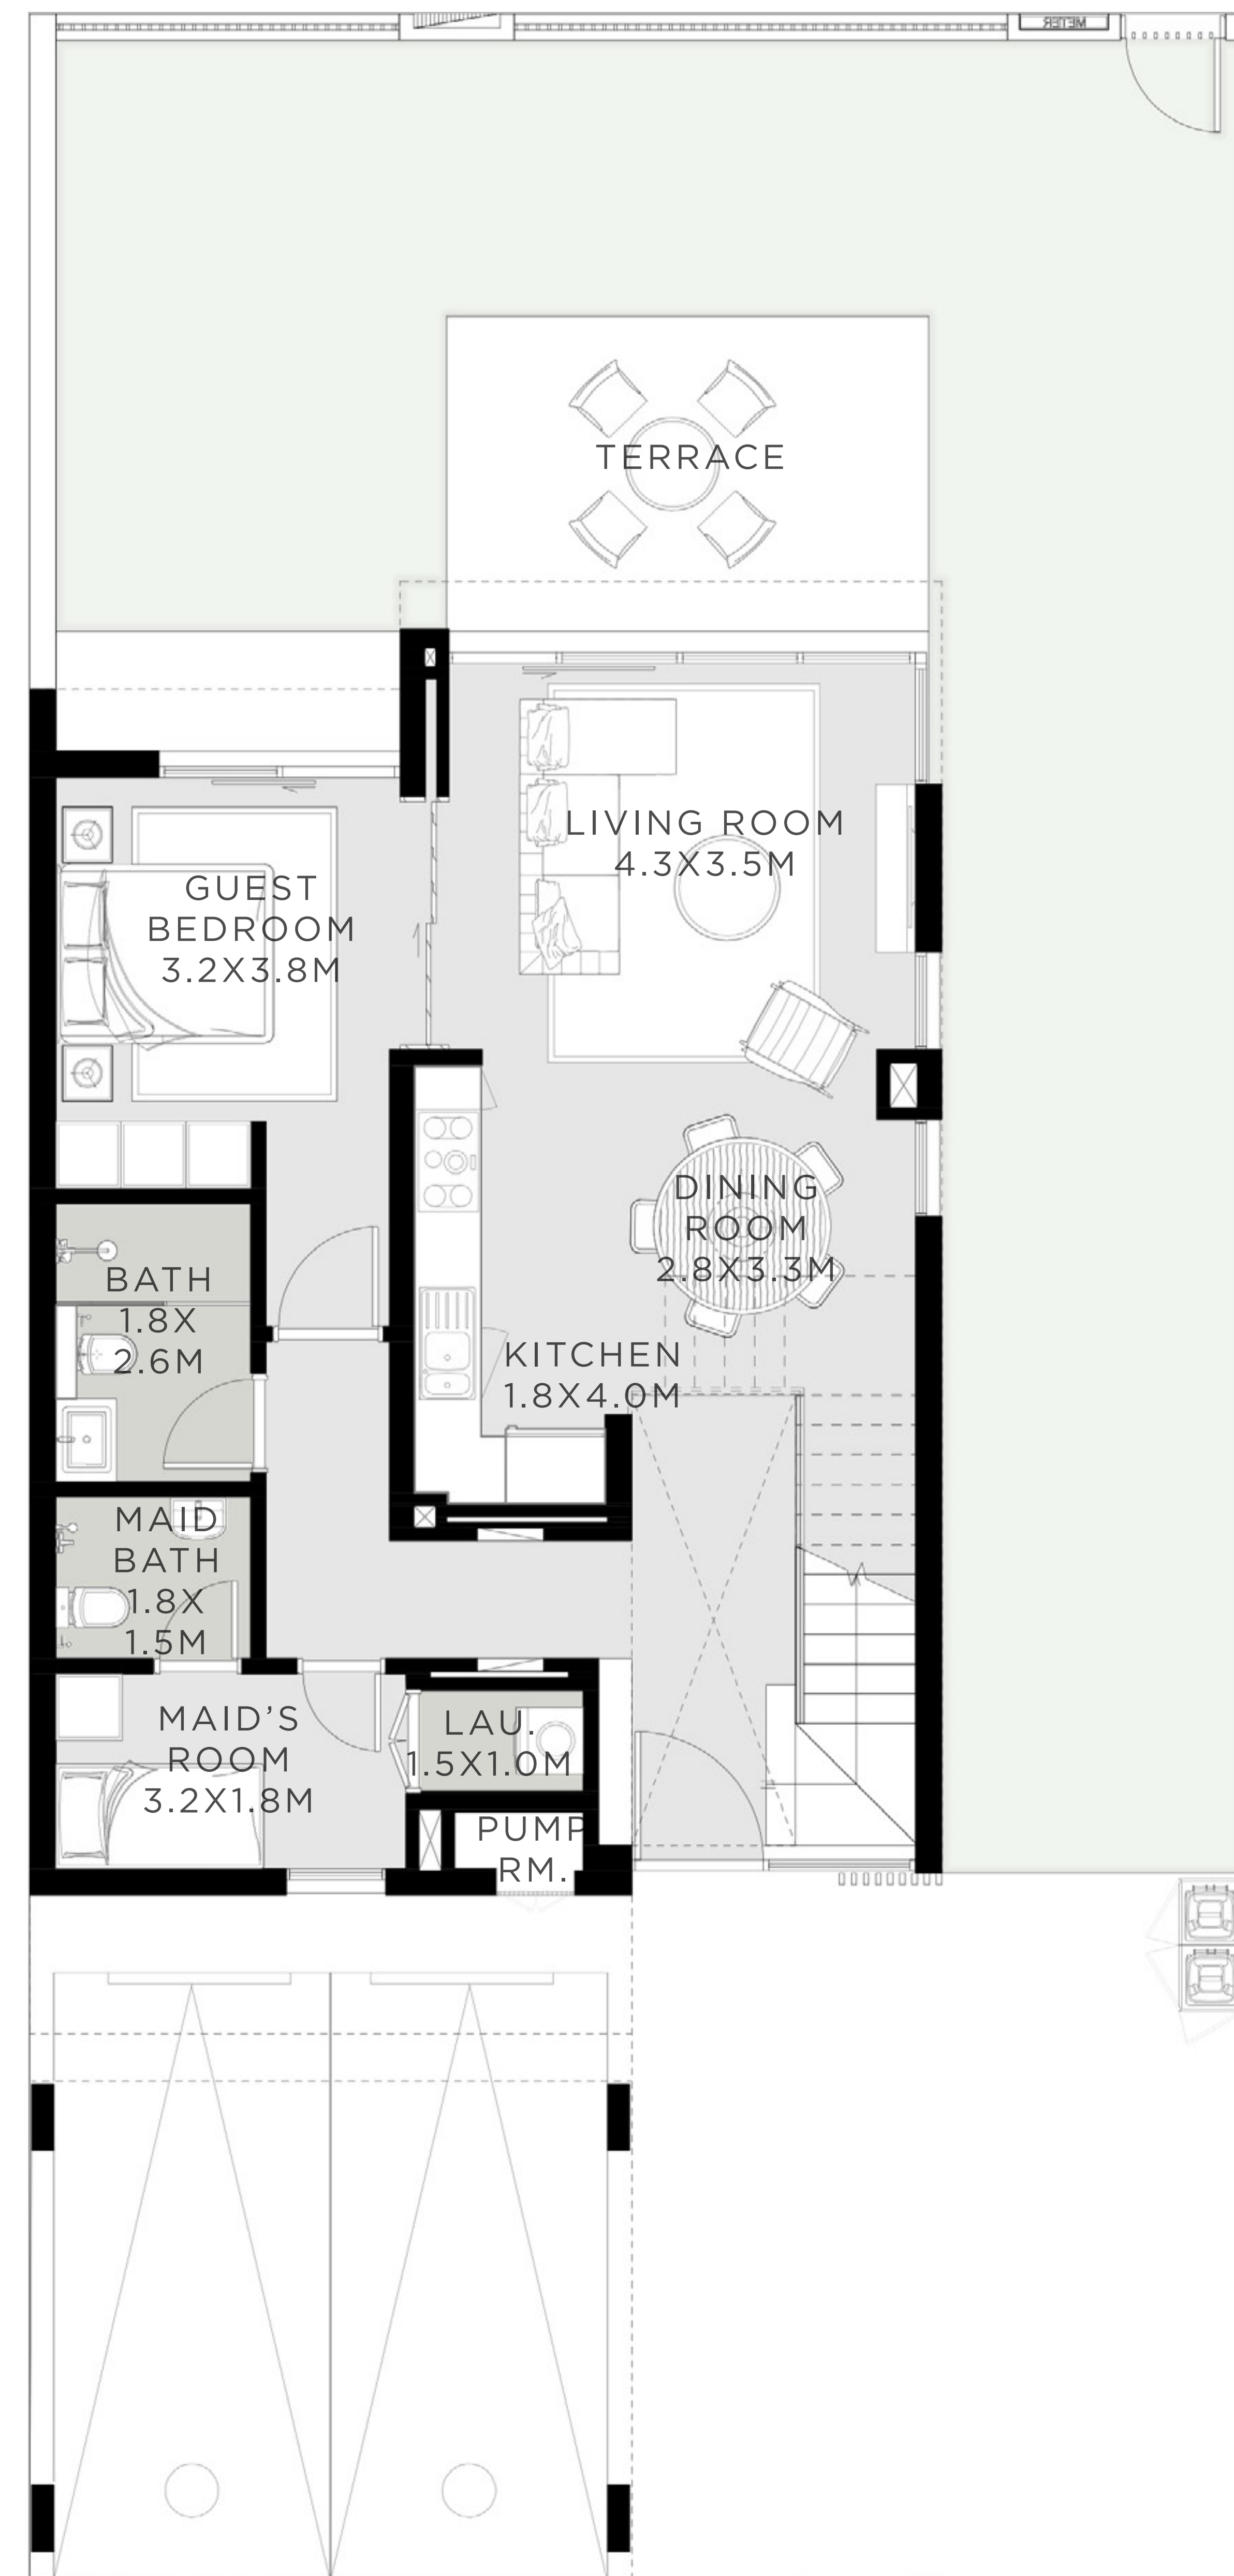 METER
TERRACE
LIVING ROOM
4.3X3.5M
GUEST
BEDROOM
3.2X3.8M
DINING
ROOM
2.8X3.3M
BATH
1.8X
2.6M
KITCHEN
1.8X4.0M
MAID
BATH
1.8X
1.5M
MAID’S
ROOM
3.2X1.8M
LAU.
1.5X1.0M
PUMP
RM.